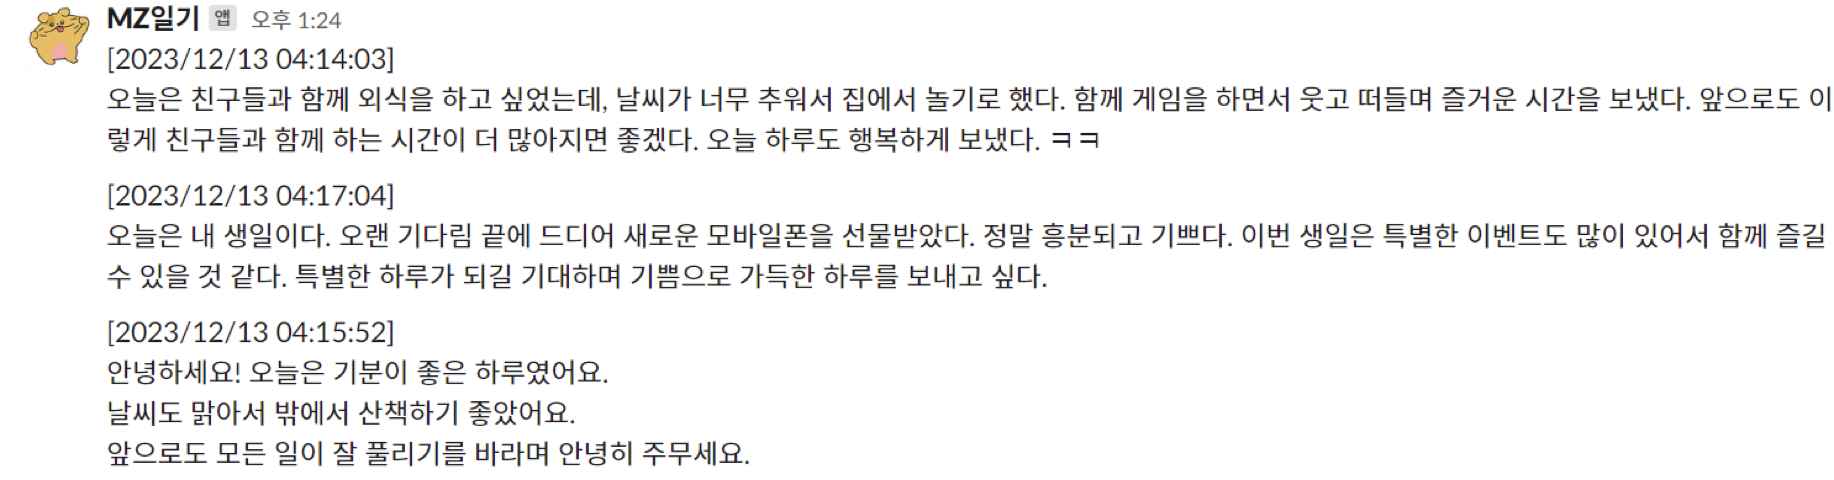 MZ일기 앱 오후 1:24
[2023/12/13 04:14:03]
오늘은 친구들과 함께 외식을 하고 싶었는데, 날씨가 너무 추워서 집에서 놀기로 했다. 함께 게임을 하면서 웃고 떠들며 즐거운 시간을 보냈다. 앞으로도 이
렇게 친구들과 함께 하는 시간이 더 많아지면 좋겠다. 오늘 하루도 행복하게 보냈다. ㅋㅋ
[2023/12/13 04:17:04]
오늘은 내 생일이다. 오랜 기다림 끝에 드디어 새로운 모바일폰을 선물받았다. 정말 흥분되고 기쁘다. 이번 생일은 특별한 이벤트도 많이 있어서 함께 즐길
수 있을 것 같다. 특별한 하루가 되길 기대하며 기쁨으로 가득한 하루를 보내고 싶다.
[2023/12/13 04:15:52]
안녕하세요! 오늘은 기분이 좋은 하루였어요.
날씨도 맑아서 밖에서 산책하기 좋았어요.
앞으로도 모든 일이 잘 풀리기를 바라며 안녕히 주무세요.